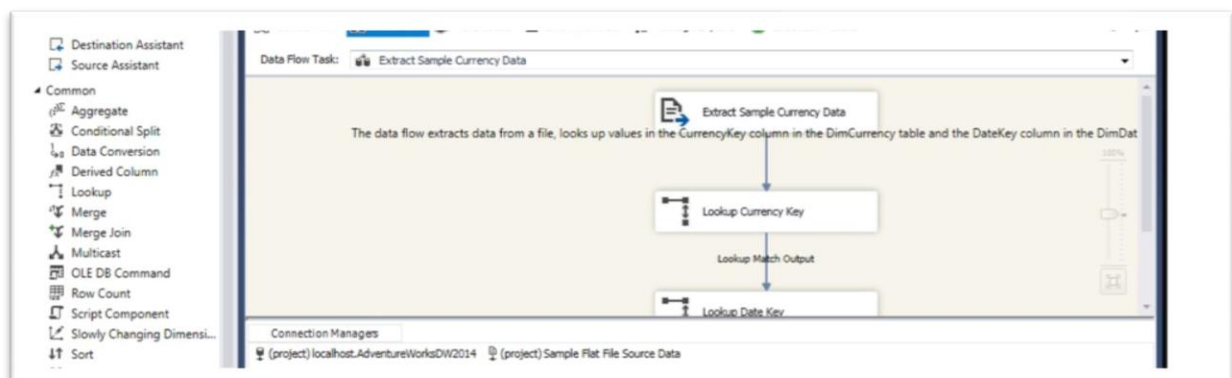 Destination Assistant
Source Assistant
Common
Aggregate
Conditional Split
Data Conversion
Derived Column
Lookup
Merge
Merge Join
Multicast
OLE DB Command
Row Count
Script Component
Slowly Changing Dimensi...
Sort
Data Flow Task: Extract Sample Currency Data
Extract Sample Currency Data
The data flow extracts data from a file, looks up values in the CurrencyKey column in the DimCurrency table and the DateKey column in the DimDat
100%
Lookup Currency Key
Lookup Match Output
Lookup Date Key
Connection Managers
(project) localhost.AdventureWorksDW2014 (project) Sample Flat File Source Data